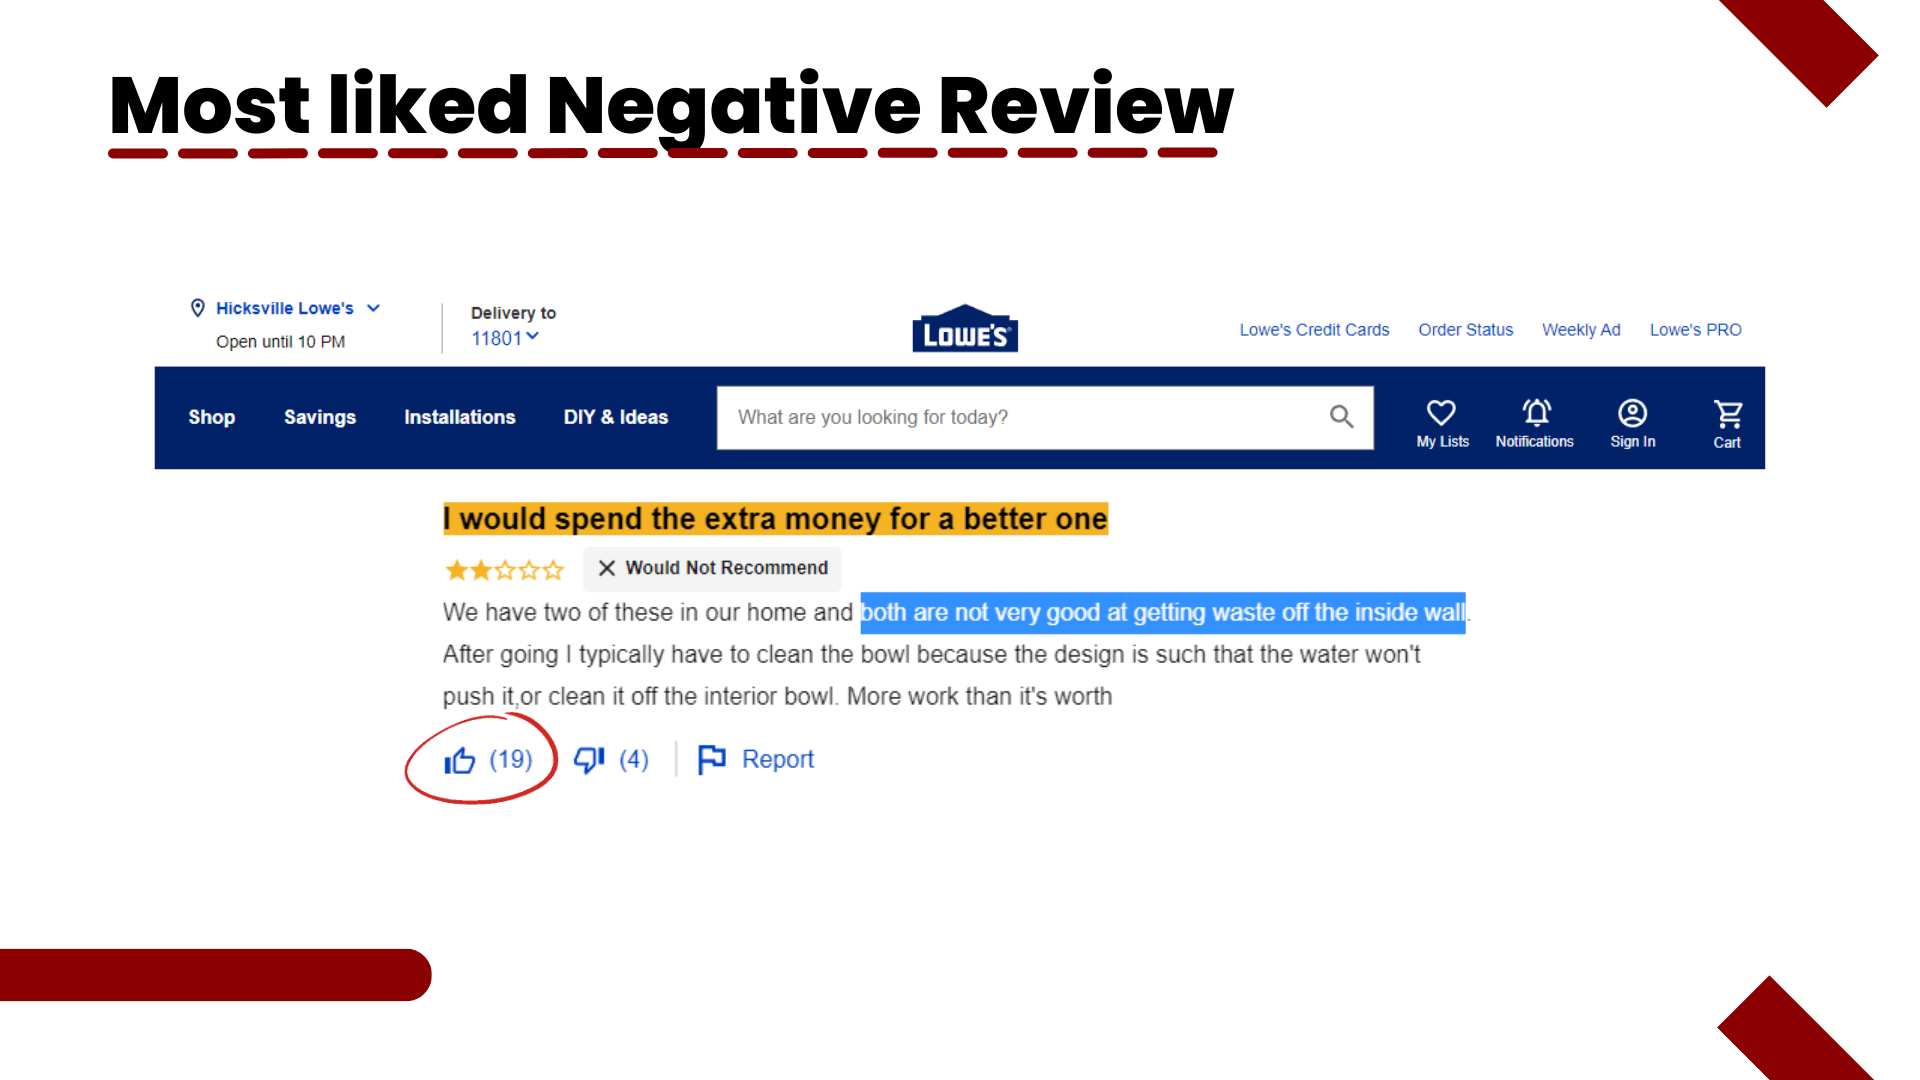 Most liked Negative Review
Hicksville Lowe's
Open until 10 PM
Delivery to
11801
LOWE'S
Lowe's Credit Cards
Order Status
Weekly Ad
Lowe's PRO
Shop
Savings
Installations
DIY & Ideas
What are you looking for today?
My Lists
Notifications
Sign In
Cart
I would spend the extra money for a better one
Would Not Recommend
We have two of these in our home and both are not very good at getting waste off the inside wall.
After going I typically have to clean the bowl because the design is such that the water won't
push it,or clean it off the interior bowl. More work than it's worth
(19)
(4)
Report